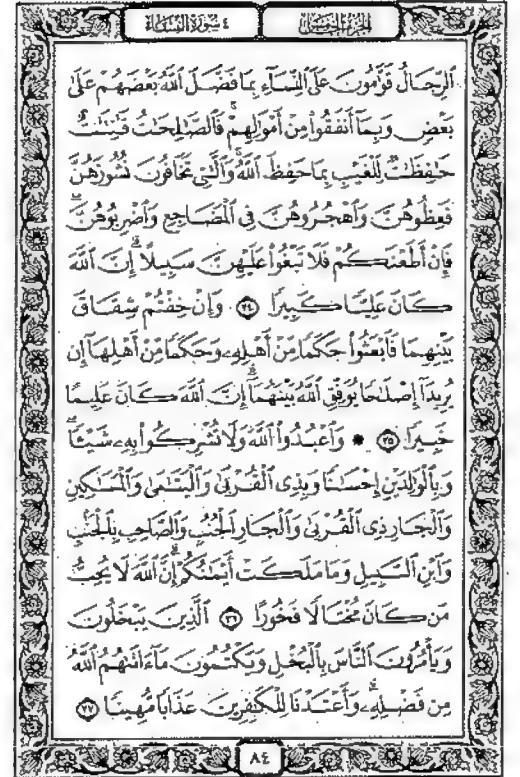 الجزء الخامس
٤ سورة النساء
ٱلرِّجَالُ قَوَّٰمُونَ عَلَى ٱلنِّسَآءِ بِمَا فَضَّلَ ٱللَّهُ بَعْضَهُمْ عَلَىٰ
بَعْضٍ وَبِمَآ أَنفَقُوا۟ مِنْ أَمْوَٰلِهِمْ ۚ فَٱلصَّٰلِحَٰتُ قَٰنِتَٰتٌ
حَٰفِظَٰتٌ لِّلْغَيْبِ بِمَا حَفِظَ ٱللَّهُ ۚ وَٱلَّٰتِى تَخَافُونَ نُشُوزَهُنَّ
فَعِظُوهُنَّ وَٱهْجُرُوهُنَّ فِى ٱلْمَضَاجِعِ وَٱضْرِبُوهُنَّ ۖ
فَإِنْ أَطَعْنَكُمْ فَلَا تَبْغُوا۟ عَلَيْهِنَّ سَبِيلًا ۗ إِنَّ ٱللَّهَ
كَانَ عَلِيًّا كَبِيرًا ٣٤ وَإِنْ خِفْتُمْ شِقَاقَ
بَيْنِهِمَا فَٱبْعَثُوا۟ حَكَمًا مِّنْ أَهْلِهِۦ وَحَكَمًا مِّنْ أَهْلِهَآ إِن
يُرِيدَآ إِصْلَٰحًا يُوَفِّقِ ٱللَّهُ بَيْنَهُمَآ ۗ إِنَّ ٱللَّهَ كَانَ عَلِيمًا
خَبِيرًا ٣٥ ۞ وَٱعْبُدُوا۟ ٱللَّهَ وَلَا تُشْرِكُوا۟ بِهِۦ شَيْـًٔا ۖ
وَبِٱلْوَٰلِدَيْنِ إِحْسَٰنًا وَبِذِى ٱلْقُرْبَىٰ وَٱلْيَتَٰمَىٰ وَٱلْمَسَٰكِينِ
وَٱلْجَارِ ذِى ٱلْقُرْبَىٰ وَٱلْجَارِ ٱلْجُنُبِ وَٱلصَّاحِبِ بِٱلْجَنۢبِ
وَٱبْنِ ٱلسَّبِيلِ وَمَا مَلَكَتْ أَيْمَٰنُكُمْ ۗ إِنَّ ٱللَّهَ لَا يُحِبُّ
مَن كَانَ مُخْتَالًا فَخُورًا ٣٦ ٱلَّذِينَ يَبْخَلُونَ
وَيَأْمُرُونَ ٱلنَّاسَ بِٱلْبُخْلِ وَيَكْتُمُونَ مَآ ءَاتَىٰهُمُ ٱللَّهُ
مِن فَضْلِهِۦ ۗ وَأَعْتَدْنَا لِلْكَٰفِرِينَ عَذَابًا مُّهِينًا ٣٧
٨٤